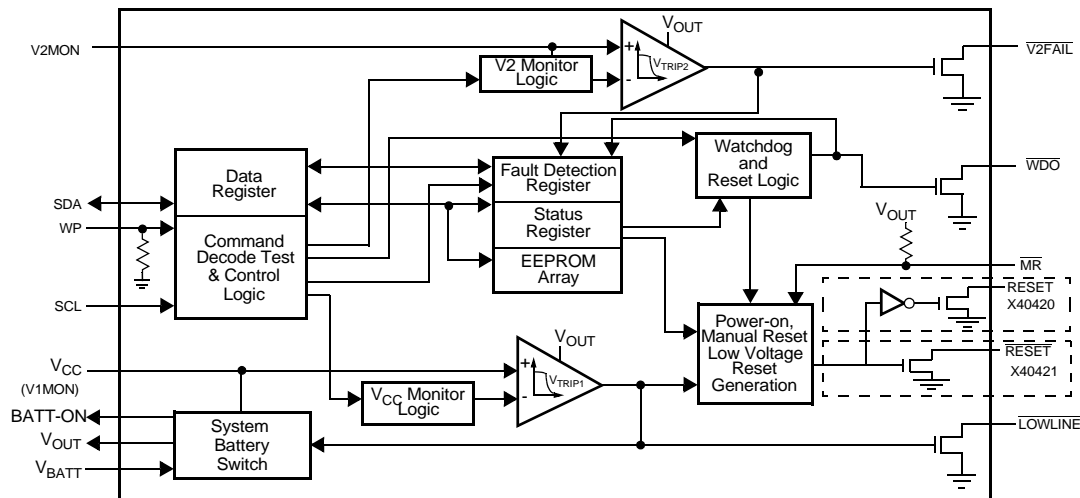 V2MON
V2 Monitor
Logic
+
-
VTRIP2
VOUT
V2FAIL
Data
Register
Command
Decode Test
& Control
Logic
SDA
WP
SCL
Fault Detection
Register
Status
Register
EEPROM
Array
Watchdog
and
Reset Logic
WDO
VOUT
MR
RESET
X40420
RESET
X40421
Power-on,
Manual Reset
Low Voltage
Reset
Generation
VCC
(V1MON)
BATT-ON
VOUT
VBATT
System
Battery
Switch
VCC Monitor
Logic
+
-
VTRIP1
VOUT
LOWLINE